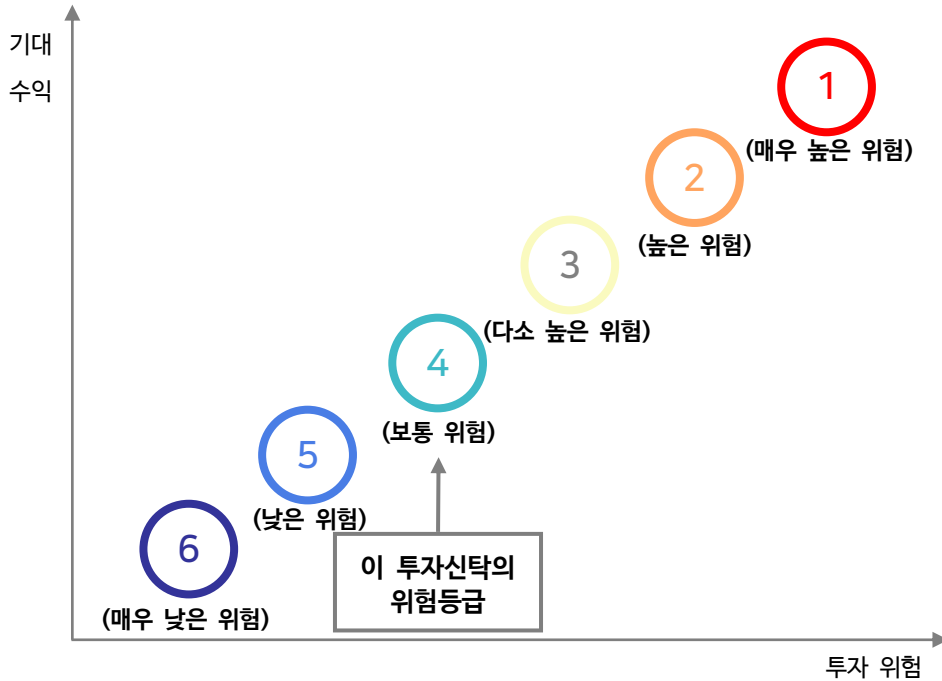 기대
수익
1
(매우 높은 위험)
2
(높은 위험)
3
(다소 높은 위험)
4
(보통 위험)
5
(낮은 위험)
6
(매우 낮은 위험)
이 투자신탁의
위험등급
투자 위험